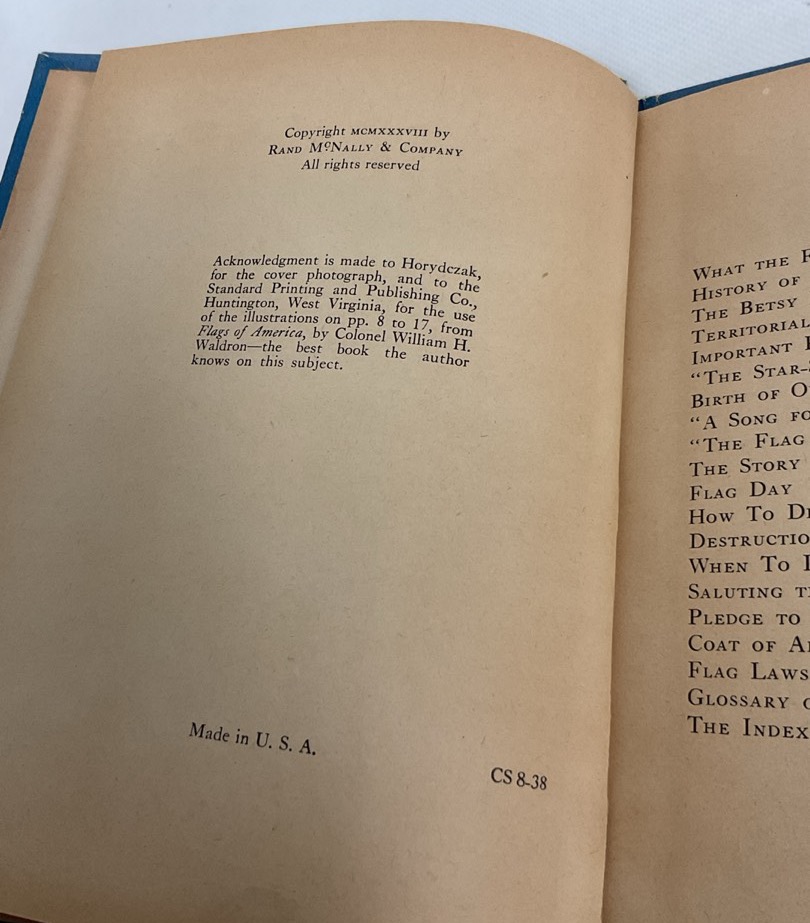 Copyright MCMXXXVIII by
RAND MCNALLY & COMPANY
All rights reserved
Acknowledgment is made to Horydczak,
for the cover photograph, and to the
Standard Printing and Publishing Co.,
Huntington, West Virginia, for the use
of the illustrations on pp. 8 to 17, from
Flags of America, by Colonel William H.
Waldron—the best book the author
knows on this subject.
Made in U. S. A.
CS 8-38
WHAT THE F
HISTORY OF
THE BETSY
TERRITORIAL
IMPORTANT
"THE STAR-S
BIRTH OF O
"A SONG FO
"THE FLAG
THE STORY
FLAG DAY
HOW TO D
DESTRUCTIO
WHEN TO
SALUTING T
PLEDGE TO
COAT OF A
FLAG LAWS
GLOSSARY O
THE INDEX